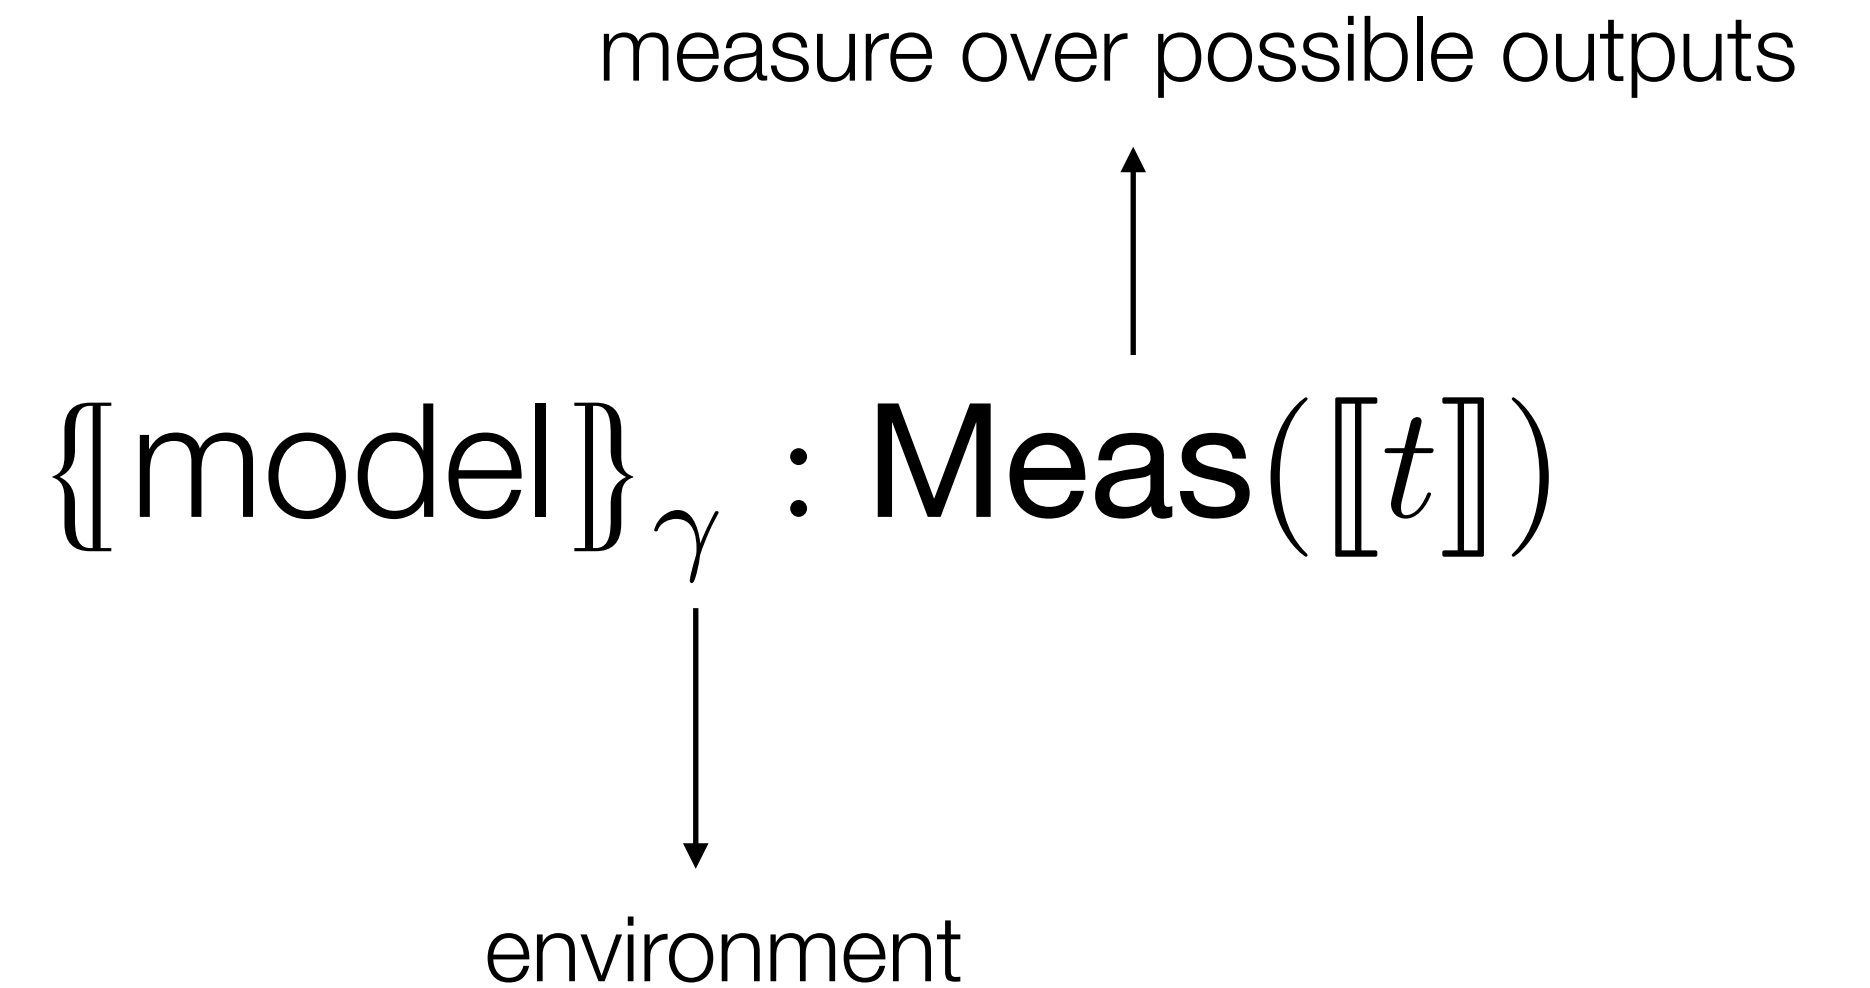 measure over possible outputs
⦃model⦄γ : Meas(⟦t⟧)
environment